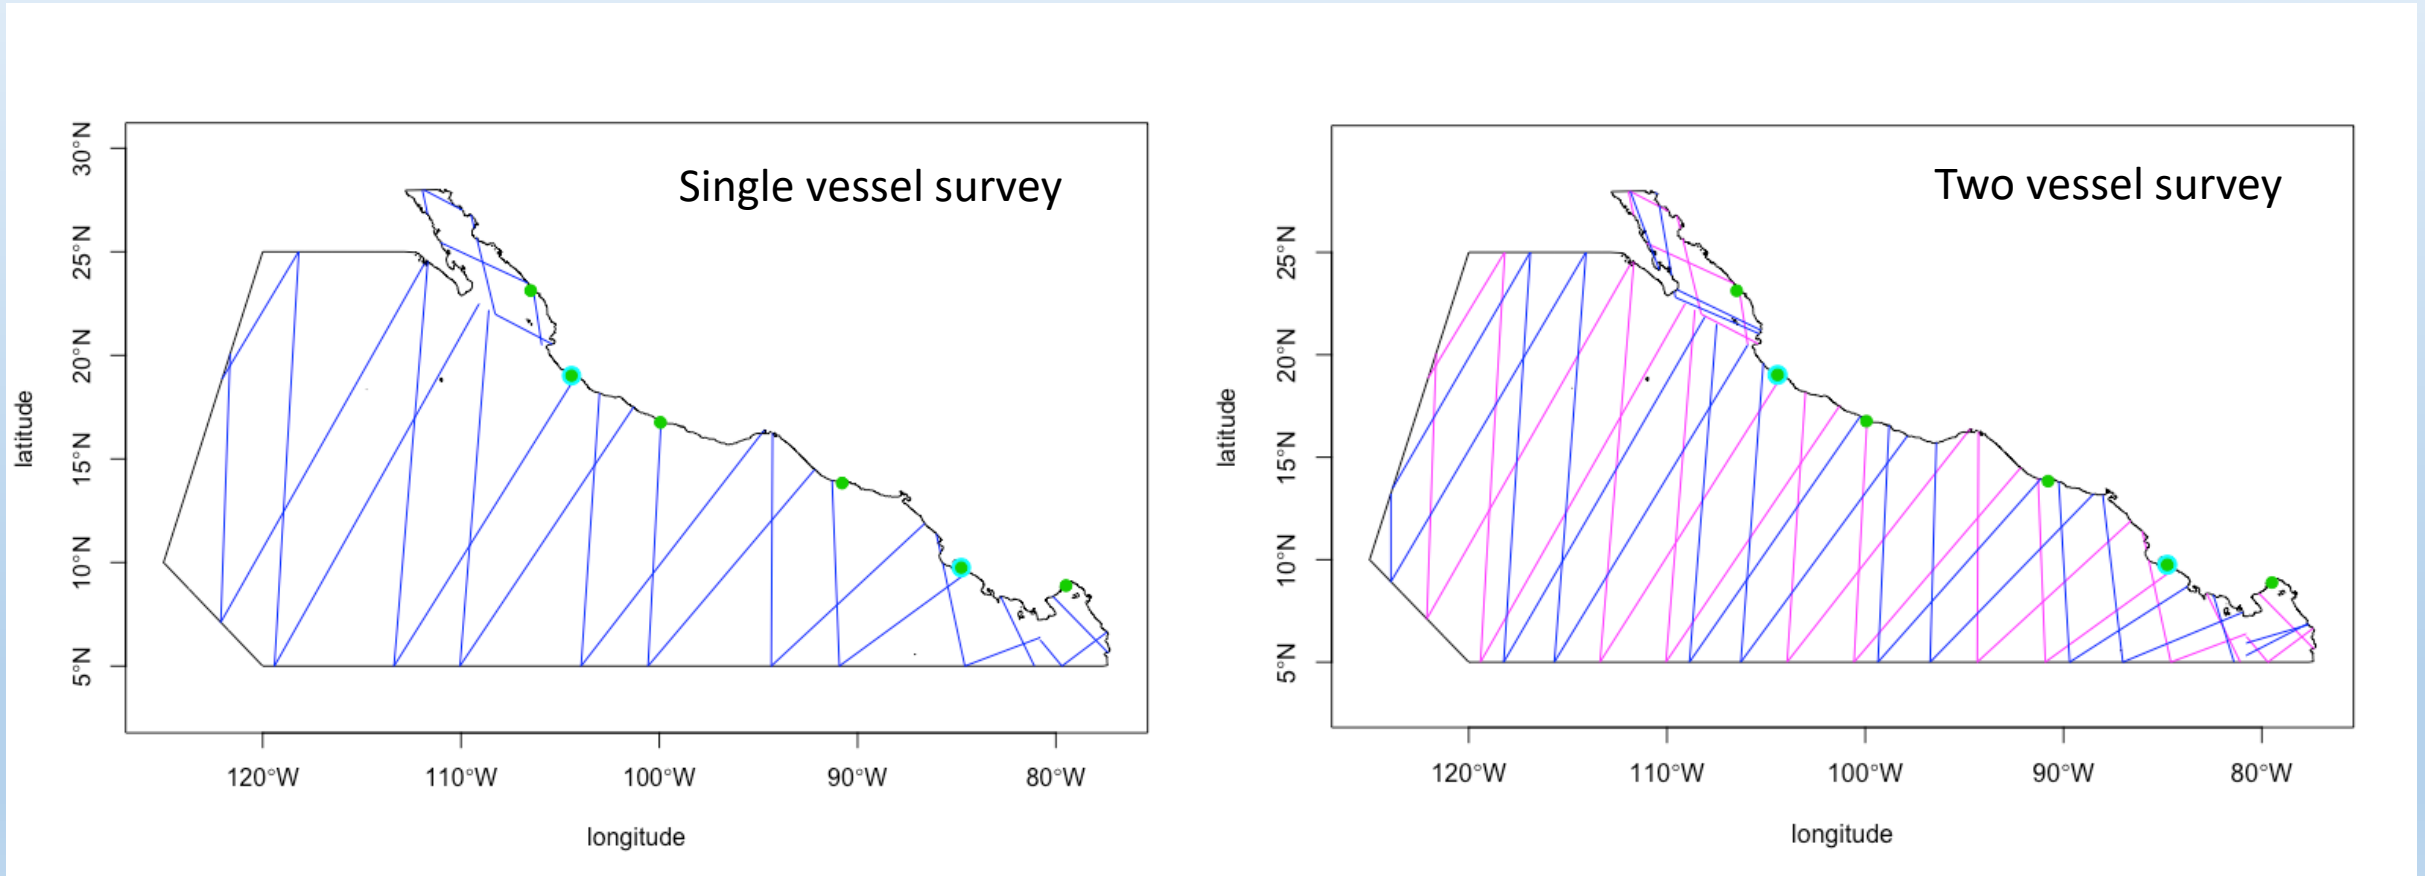 Single vessel survey
30°N
25°N
20°N
15°N
10°N
5°N
latitude
120°W
110°W
100°W
90°W
80°W
longitude
Two vessel survey
25°N
20°N
15°N
10°N
5°N
latitude
120°W
110°W
100°W
90°W
80°W
longitude